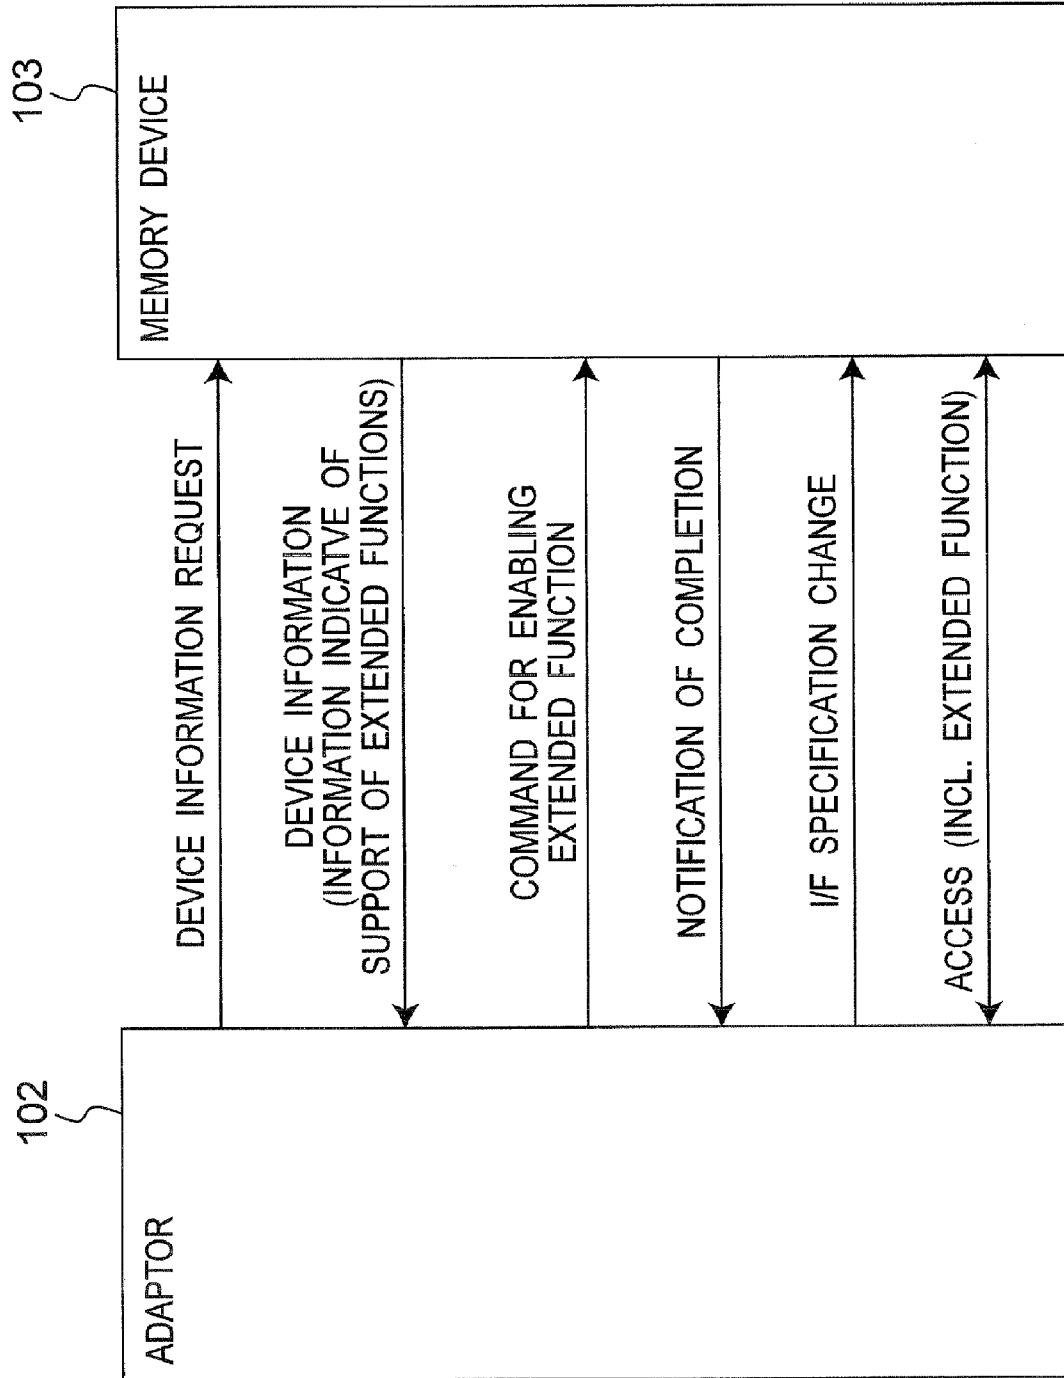 102
103
ADAPTOR
MEMORY DEVICE
DEVICE INFORMATION REQUEST
DEVICE INFORMATION
(INFORMATION INDICATVE OF
SUPPORT OF EXTENDED FUNCTIONS)
COMMAND FOR ENABLING
EXTENDED FUNCTION
NOTIFICATION OF COMPLETION
I/F SPECIFICATION CHANGE
ACCESS (INCL. EXTENDED FUNCTION)